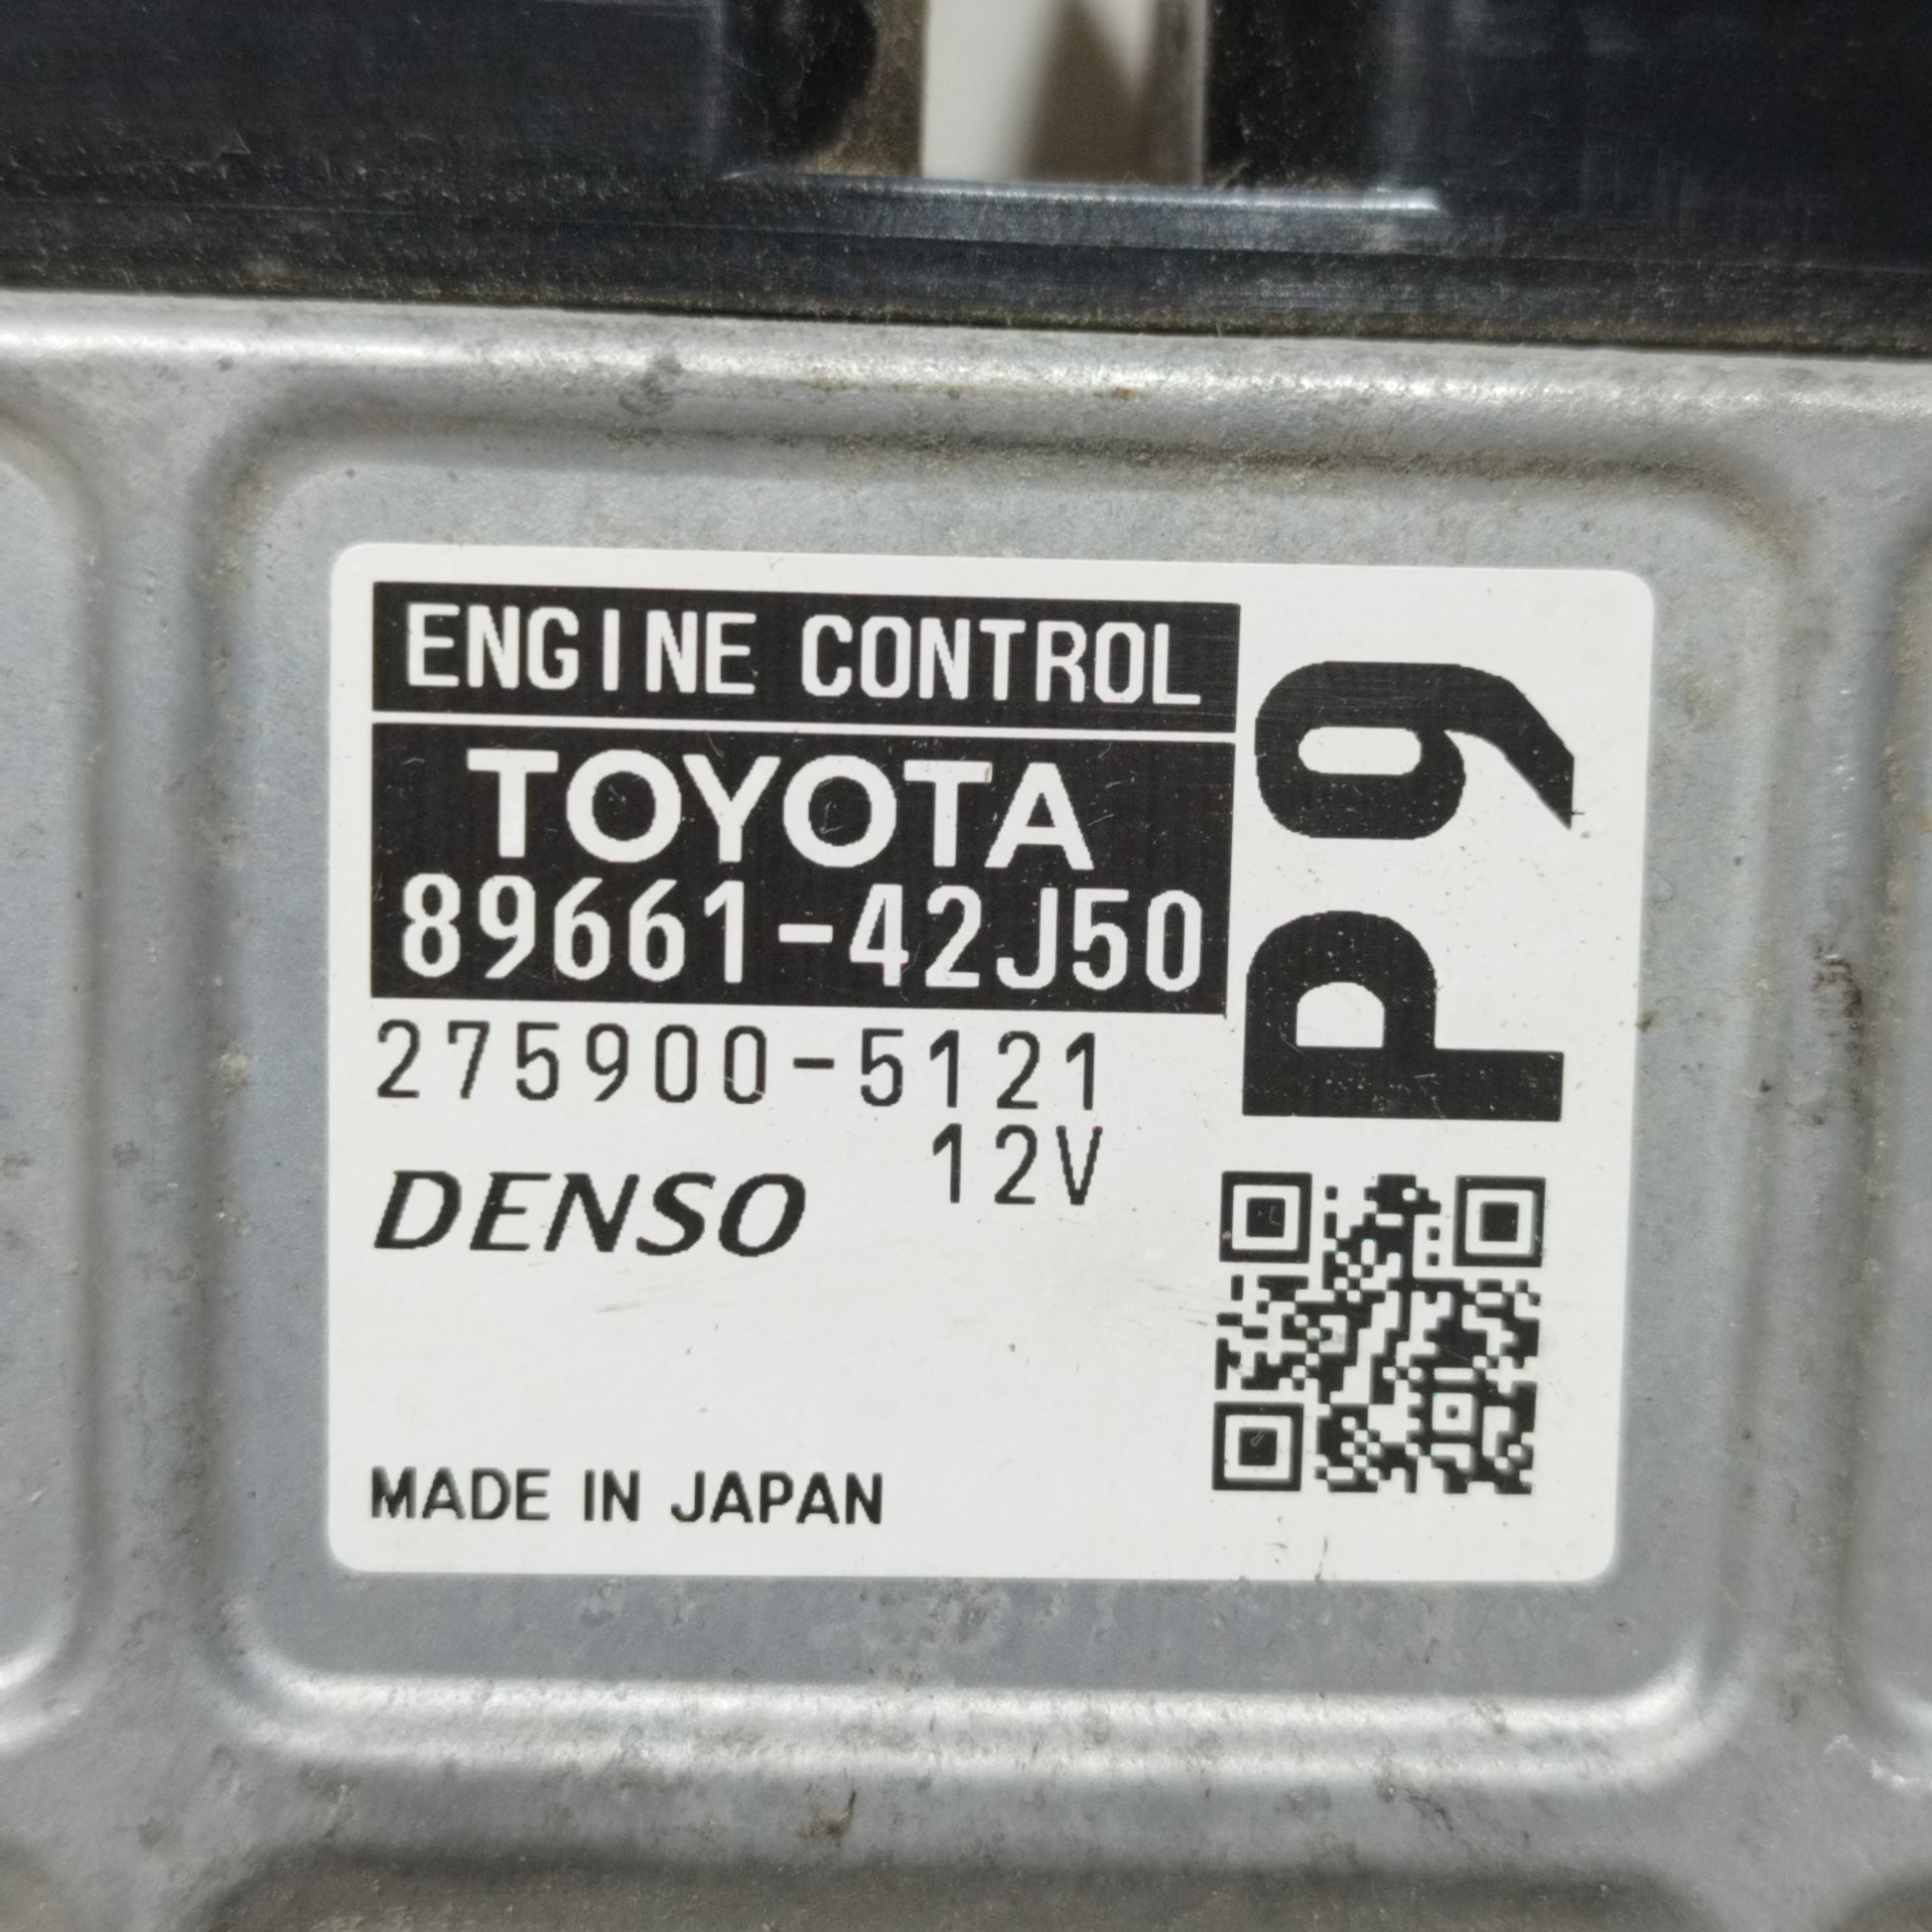 ENGINE CONTROL
TOYOTA
89661-42J50
275900-5121
12V
DENSO
MADE IN JAPAN
P9